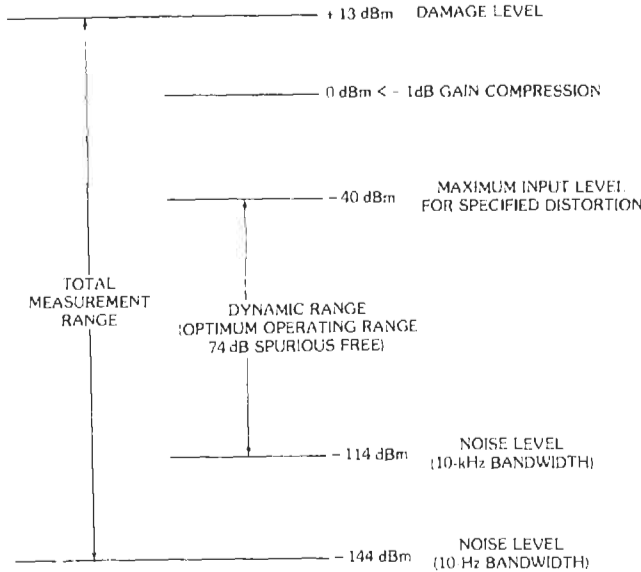 + 13 dBm DAMAGE LEVEL
0 dBm < - 1dB GAIN COMPRESSION
- 40 dBm MAXIMUM INPUT LEVEL
FOR SPECIFIED DISTORTION
TOTAL
MEASUREMENT
RANGE
DYNAMIC RANGE
(OPTIMUM OPERATING RANGE
74 dB SPURIOUS FREE)
- 114 dBm NOISE LEVEL
(10-kHz BANDWIDTH)
- 144 dBm NOISE LEVEL
(10-Hz BANDWIDTH)